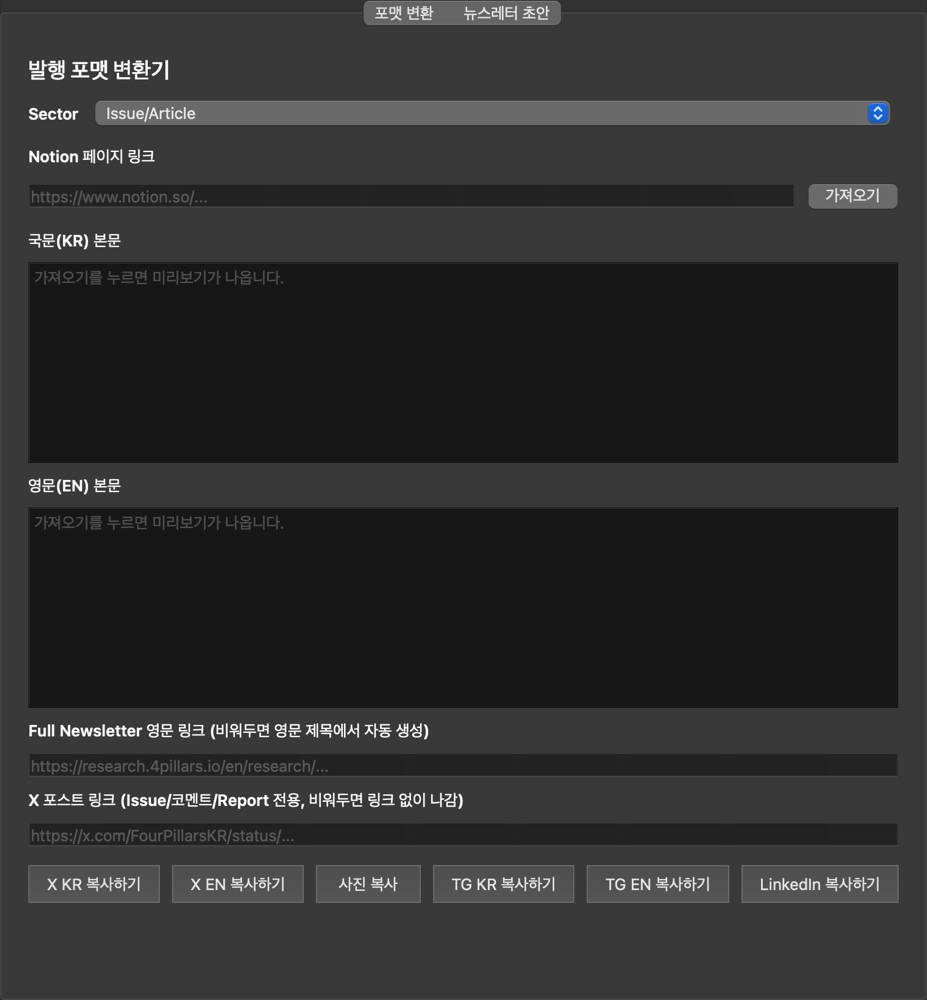 포맷 변환 뉴스레터 초안
발행 포맷 변환기
Sector Issue/Article
Notion 페이지 링크
https://www.notion.so/... 가져오기
국문(KR) 본문
가져오기를 누르면 미리보기가 나옵니다.
영문(EN) 본문
가져오기를 누르면 미리보기가 나옵니다.
Full Newsletter 영문 링크 (비워두면 영문 제목에서 자동 생성)
https://research.4pillars.io/en/research/...
X 포스트 링크 (Issue/코멘트/Report 전용, 비워두면 링크 없이 나감)
https://x.com/FourPillarsKR/status/...
X KR 복사하기 X EN 복사하기 사진 복사 TG KR 복사하기 TG EN 복사하기 LinkedIn 복사하기